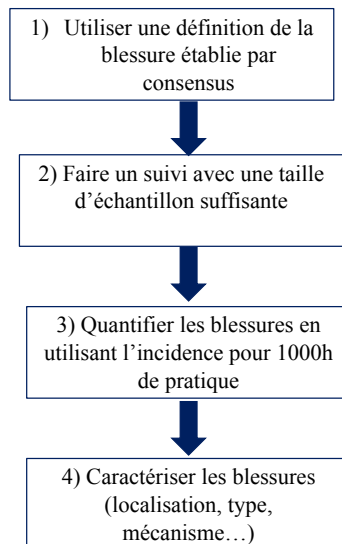 1) Utiliser une définition de la
blessure établie par
consensus
2) Faire un suivi avec une taille
d’échantillon suffisante
3) Quantifier les blessures en
utilisant l’incidence pour 1000h
de pratique
4) Caractériser les blessures
(localisation, type,
mécanisme…)